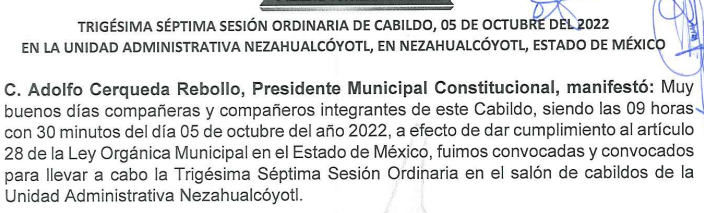 TRIGÉSIMA SÉPTIMA SESIÓN ORDINARIA DE CABILDO, 05 DE OCTUBRE DEL 2022
EN LA UNIDAD ADMINISTRATIVA NEZAHUALCÓYOTL, EN NEZAHUALCÓYOTL, ESTADO DE MÉXICO
C. Adolfo Cerqueda Rebollo, Presidente Municipal Constitucional, manifestó: Muy
buenos días compañeras y compañeros integrantes de este Cabildo, siendo las 09 horas
con 30 minutos del día 05 de octubre del año 2022, a efecto de dar cumplimiento al artículo
28 de la Ley Orgánica Municipal en el Estado de México, fuimos convocadas y convocados
para llevar a cabo la Trigésima Séptima Sesión Ordinaria en el salón de cabildos de la
Unidad Administrativa Nezahualcóyotl.